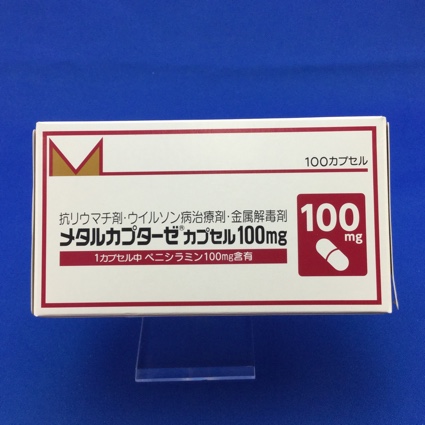 100カプセル
抗リウマチ剤・ウイルソン病治療剤・金属解毒剤
メタルカプターゼ®カプセル100mg
1カプセル中 ペニシラミン100mg含有
100
mg